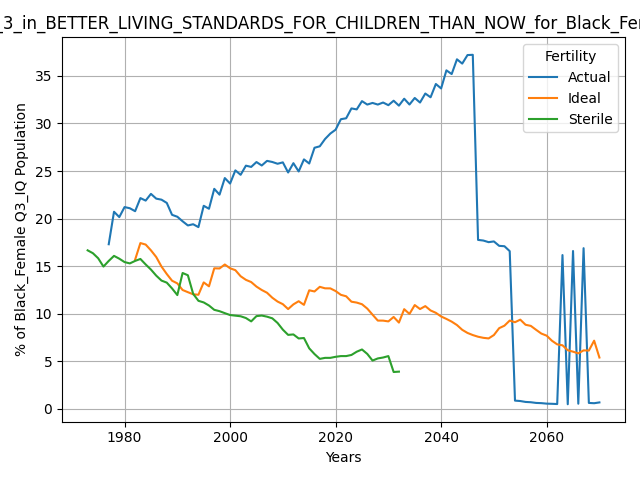 _3_in_BETTER_LIVING_STANDARDS_FOR_CHILDREN_THAN_NOW_for_Black_Fe
Fertility
Actual
Ideal
Sterile
% of Black_Female Q3_IQ Population
35
30
25
20
15
10
5
0
1980 2000 2020 2040 2060
Years